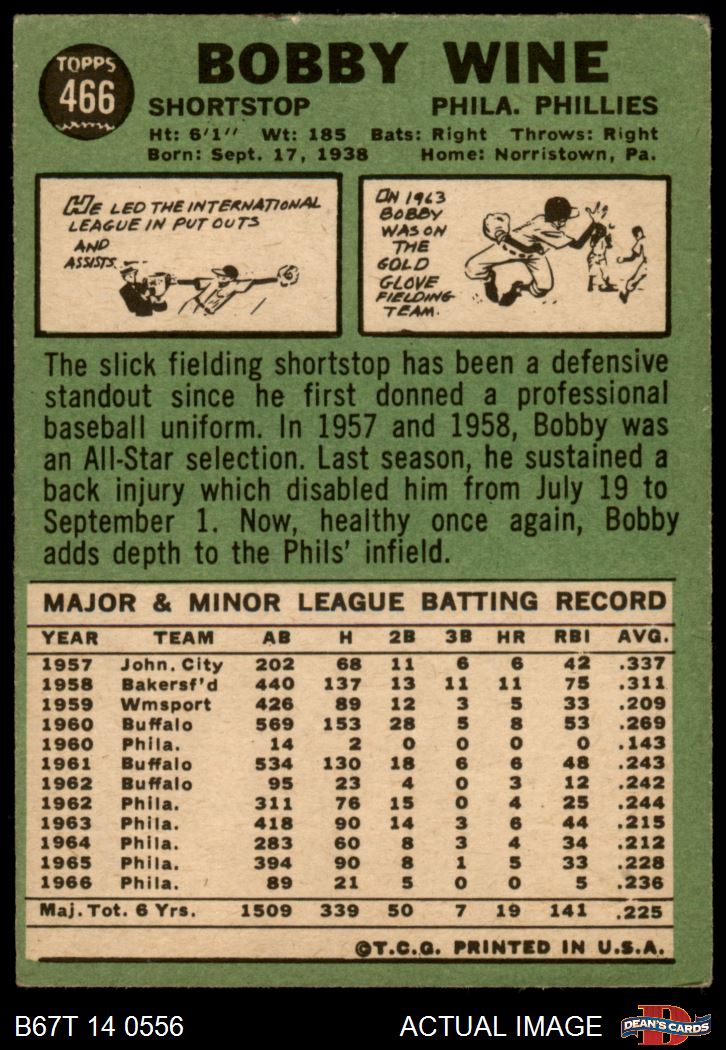 TOPPS
466
BOBBY WINE
SHORTSTOP PHILA. PHILLIES
Ht: 6'1" Wt: 185 Bats: Right Throws: Right
Born: Sept. 17, 1938 Home: Norristown, Pa.
HE LED THE INTERNATIONAL
LEAGUE IN PUT OUTS
AND
ASSISTS.
IN 1963
BOBBY
WAS ON
THE
GOLD
GLOVE
FIELDING
TEAM.
The slick fielding shortstop has been a defensive
standout since he first donned a professional
baseball uniform. In 1957 and 1958, Bobby was
an All-Star selection. Last season, he sustained a
back injury which disabled him from July 19 to
September 1. Now, healthy once again, Bobby
adds depth to the Phils' infield.
MAJOR & MINOR LEAGUE BATTING RECORD
YEAR TEAM AB H 2B 3B HR RBI AVG.
1957 John. City 202 68 11 6 6 42 .337
1958 Bakersf'd 440 137 13 11 11 75 .311
1959 Wmsport 426 89 12 3 5 33 .209
1960 Buffalo 569 153 28 5 8 53 .269
1960 Phila. 14 2 0 0 0 0 .143
1961 Buffalo 534 130 18 6 6 48 .243
1962 Buffalo 95 23 4 0 3 12 .242
1962 Phila. 311 76 15 0 4 25 .244
1963 Phila. 418 90 14 3 6 44 .215
1964 Phila. 283 60 8 3 4 34 .212
1965 Phila. 394 90 8 1 5 33 .228
1966 Phila. 89 21 5 0 0 5 .236
Maj. Tot. 6 Yrs. 1509 339 50 7 19 141 .225
©T.C.G. PRINTED IN U.S.A.
B67T 14 0556 ACTUAL IMAGE DEAN'S CARDS